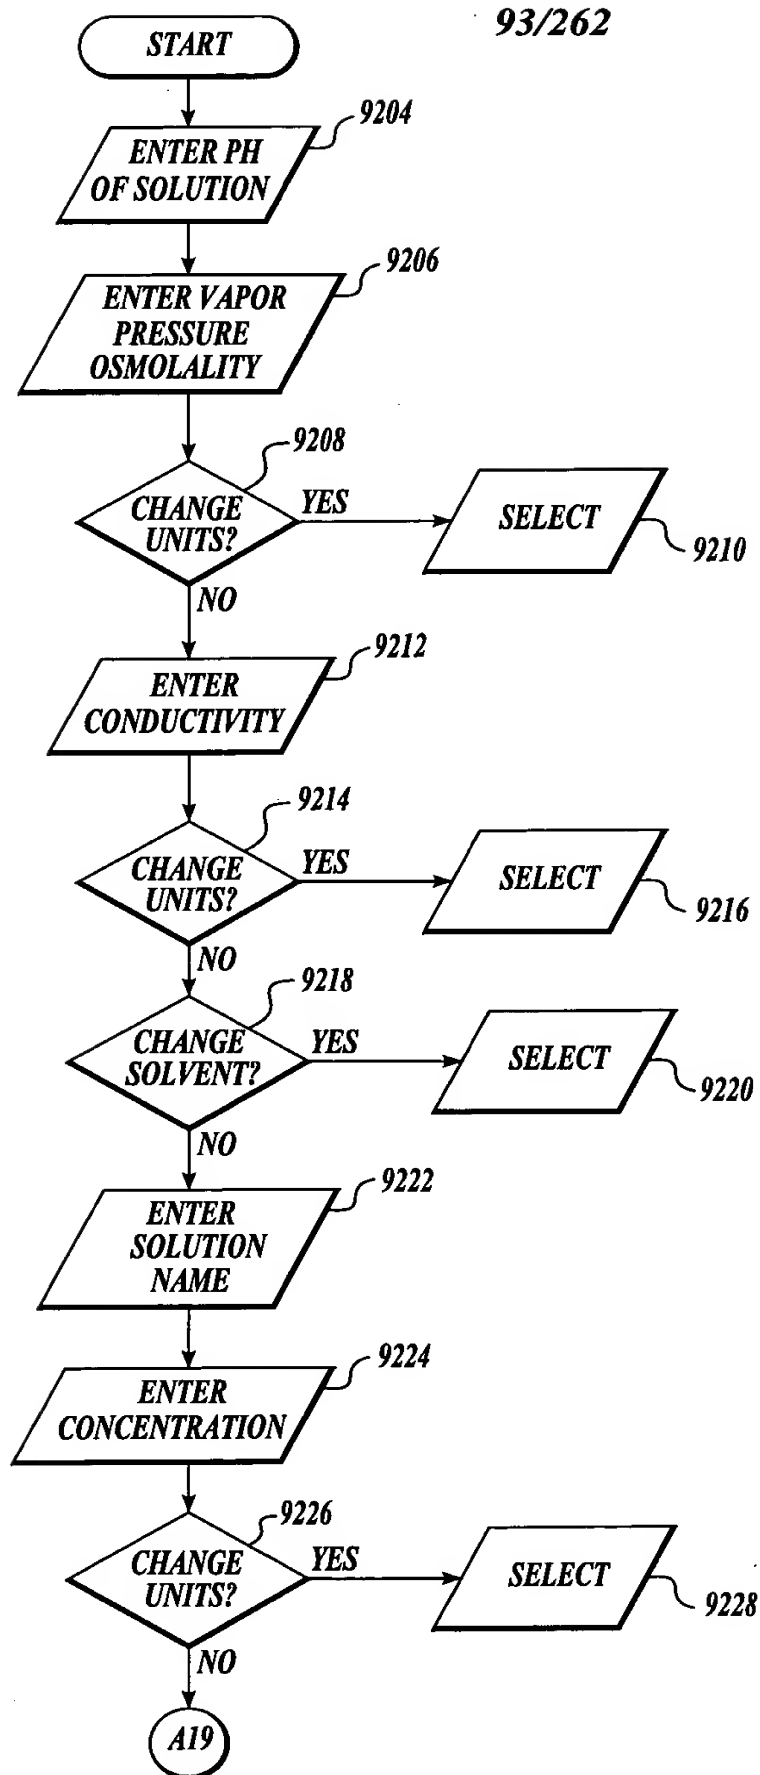 93/262
START
9204
ENTER PH
OF SOLUTION
9206
ENTER VAPOR
PRESSURE
OSMOLALITY
9208
CHANGE
UNITS?
YES
SELECT
9210
NO
9212
ENTER
CONDUCTIVITY
9214
CHANGE
UNITS?
YES
SELECT
9216
NO
9218
CHANGE
SOLVENT?
YES
SELECT
9220
NO
9222
ENTER
SOLUTION
NAME
9224
ENTER
CONCENTRATION
9226
CHANGE
UNITS?
YES
SELECT
9228
NO
A19